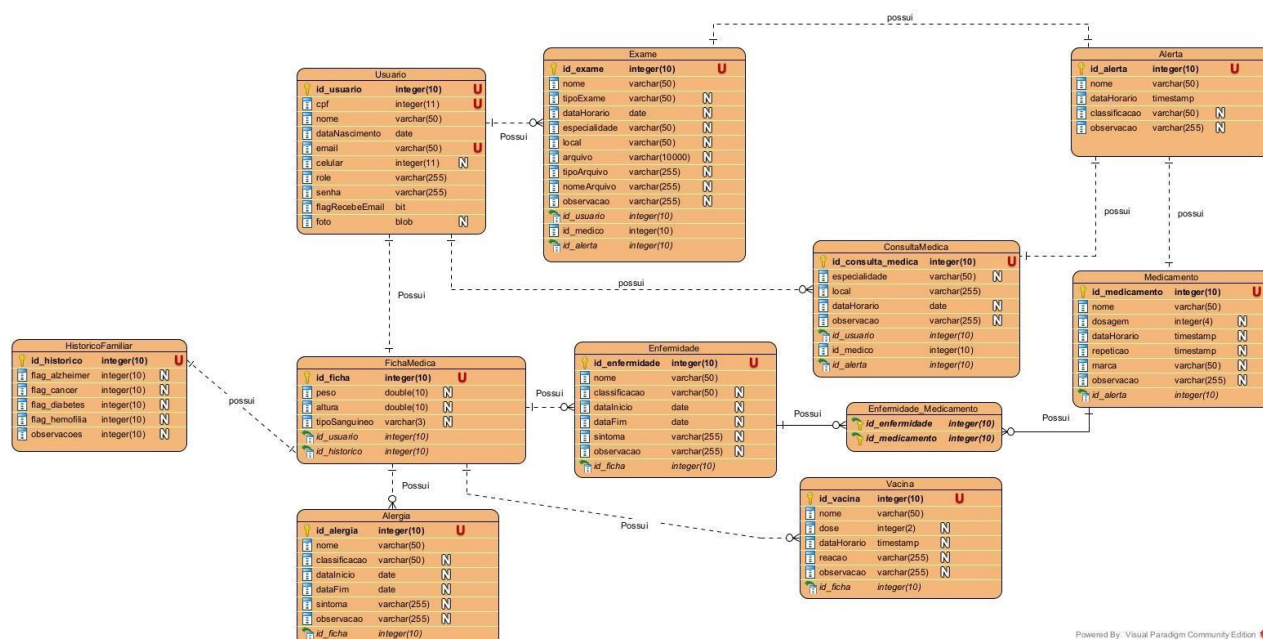 possui
Exame
id_exame integer(10) U
nome varchar(50)
tipoExame varchar(50) N
dataHorario date N
especialidade varchar(50) N
local varchar(50) N
arquivo varchar(10000) N
tipoArquivo varchar(255) N
nomeArquivo varchar(255) N
observacao varchar(255) N
id_usuario integer(10)
id_medico integer(10)
id_alerta integer(10)
Alerta
id_alerta integer(10) U
nome varchar(50)
dataHorario timestamp
classificacao varchar(50) N
observacao varchar(255) N
Usuario
id_usuario integer(10) U
cpf integer(11) U
nome varchar(50)
dataNascimento date
email varchar(50) U
celular integer(11) N
role varchar(255)
senha varchar(255)
flagRecebeEmail bit
foto blob N
Possui
possui
possui
ConsultaMedica
id_consulta_medica integer(10) U
especialidade varchar(50) N
local varchar(255)
dataHorario date N
observacao varchar(255) N
id_usuario integer(10)
id_medico integer(10)
id_alerta integer(10)
Medicamento
id_medicamento integer(10) U
nome varchar(50)
dosagem integer(4) N
dataHorario timestamp N
repeticao timestamp N
marca varchar(50) N
observacao varchar(255) N
id_alerta integer(10)
possui
Possui
HistoricoFamiliar
id_historico integer(10) U
flag_alzheimer integer(10) N
flag_cancer integer(10) N
flag_diabetes integer(10) N
flag_hemofilia integer(10) N
observacoes integer(10) N
possui
FichaMedica
id_ficha integer(10) U
peso double(10) N
altura double(10) N
tipoSanguineo varchar(3) N
id_usuario integer(10)
id_historico integer(10)
Possui
Enfermidade
id_enfermidade integer(10) U
nome varchar(50)
classificacao varchar(50) N
dataInicio date N
dataFim date N
sintoma varchar(255) N
observacao varchar(255) N
id_ficha integer(10)
Possui
Enfermidade_Medicamento
id_enfermidade integer(10)
id_medicamento integer(10)
Possui
Possui
Alergia
id_alergia integer(10) U
nome varchar(50)
classificacao varchar(50) N
dataInicio date N
dataFim date N
sintoma varchar(255) N
observacao varchar(255) N
id_ficha integer(10)
Possui
Vacina
id_vacina integer(10) U
nome varchar(50)
dose integer(2) N
dataHorario timestamp N
reacao varchar(255) N
observacao varchar(255) N
id_ficha integer(10)
Powered By Visual Paradigm Community Edition